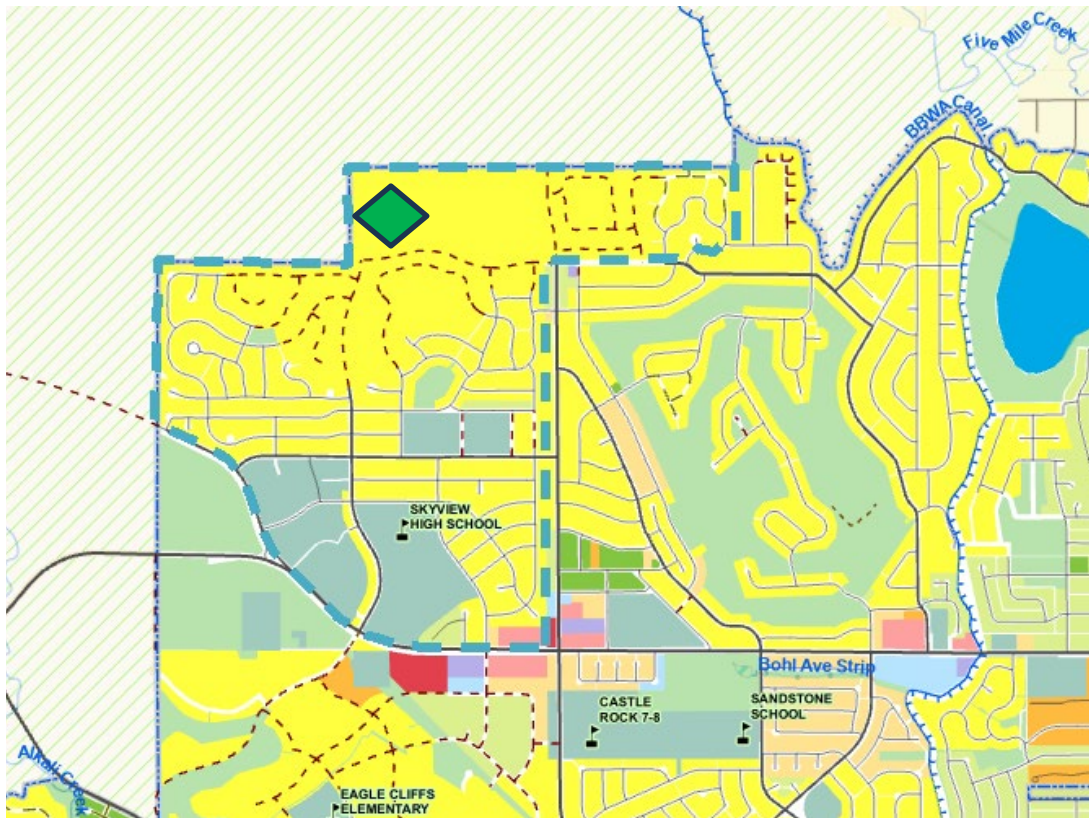 Five Mile Creek
BBWA Canal
SKYVIEW
HIGH SCHOOL
Bohl Ave Strip
CASTLE
ROCK 7-8
SANDSTONE
SCHOOL
Alkali Creek
EAGLE CLIFFS
ELEMENTARY